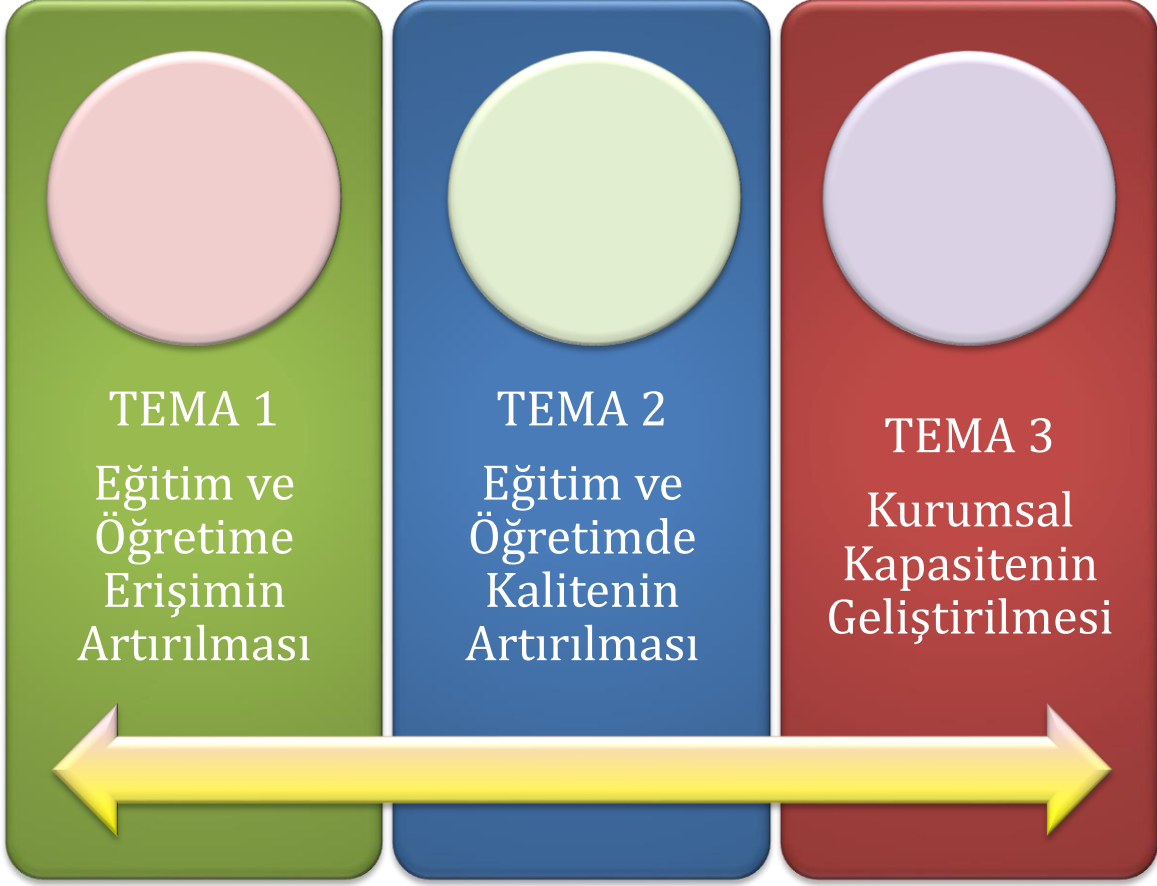 TEMA 1
Eğitim ve
Öğretime
Erişimin
Artırılması
TEMA 2
Eğitim ve
Öğretimde
Kalitenin
Artırılması
TEMA 3
Kurumsal
Kapasitenin
Geliştirilmesi